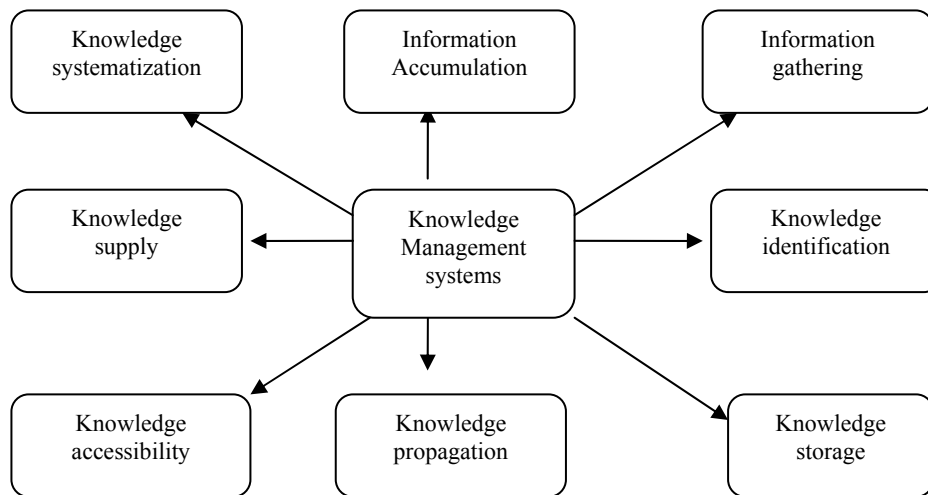 Knowledge
systematization
Information
Accumulation
Information
gathering
Knowledge
supply
Knowledge
Management
systems
Knowledge
identification
Knowledge
accessibility
Knowledge
propagation
Knowledge
storage